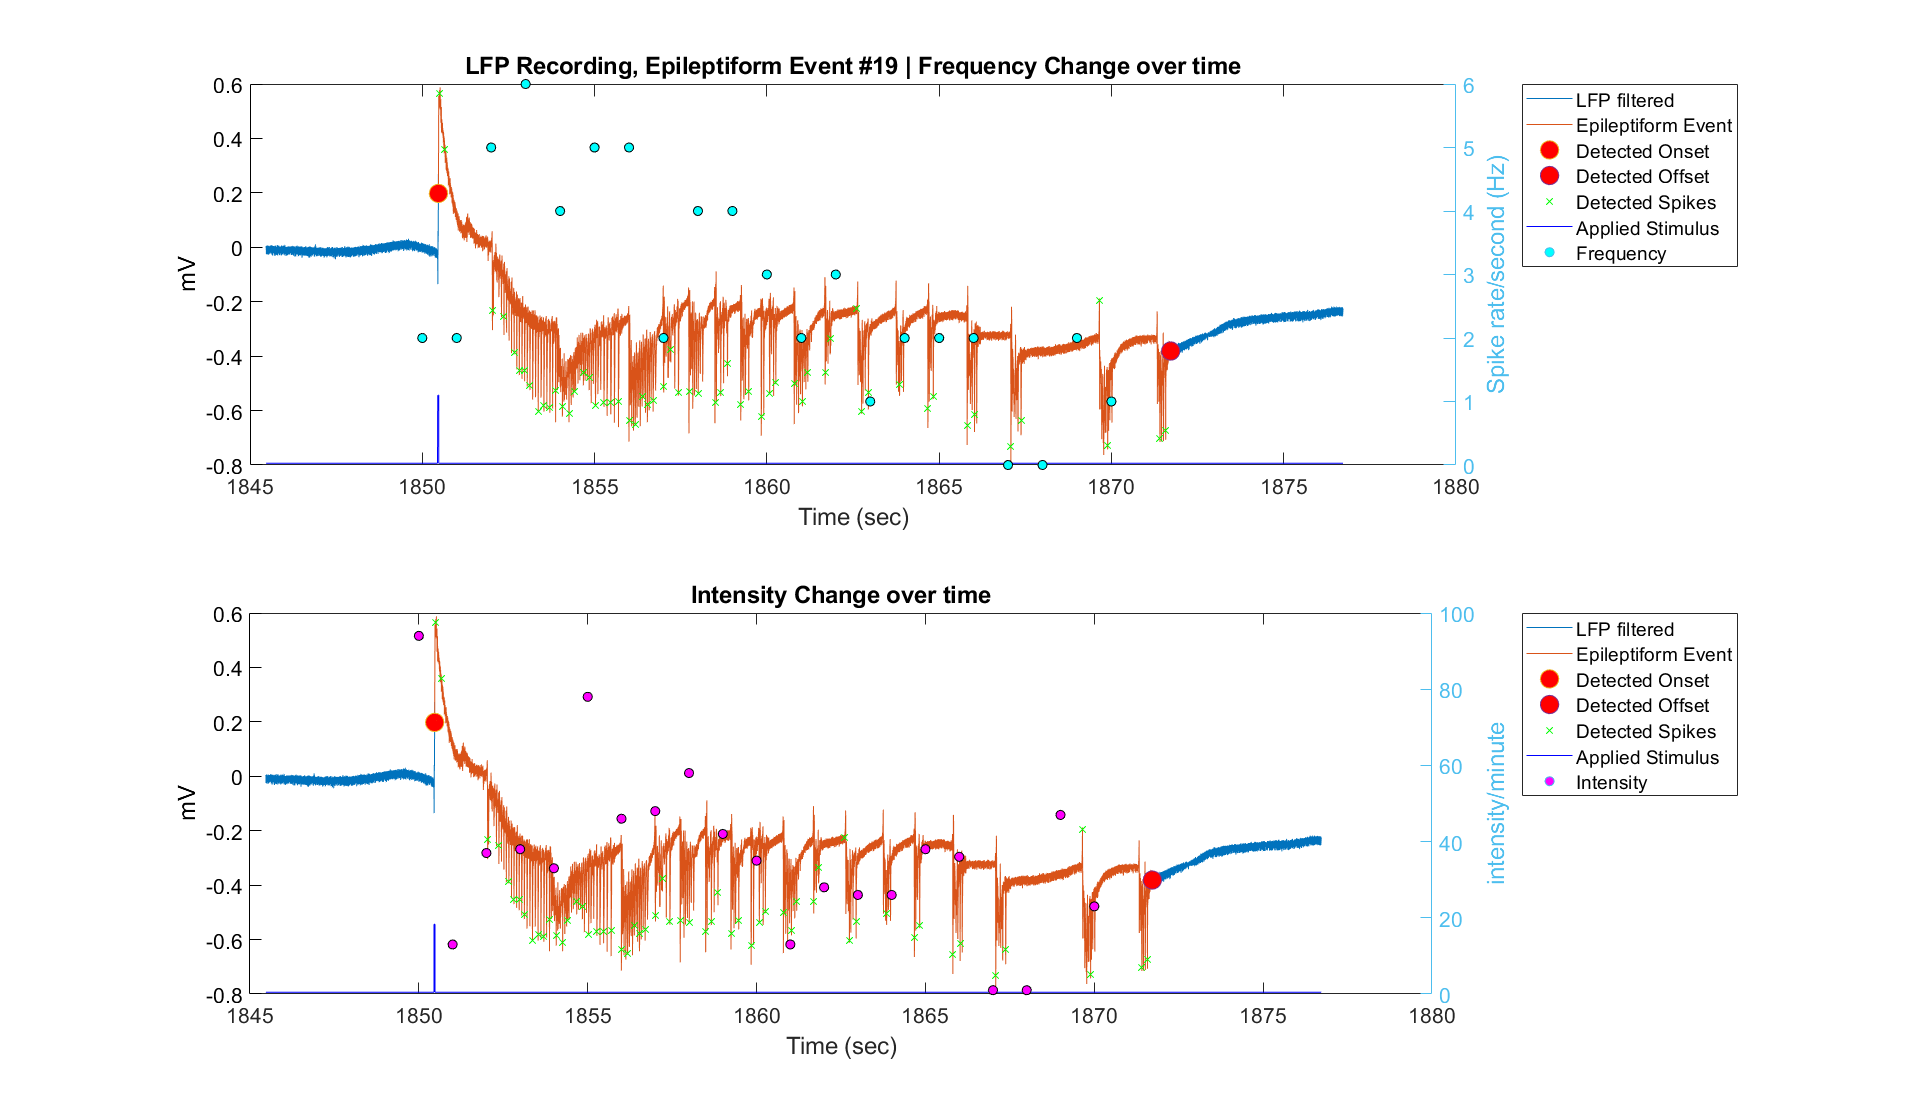 LFP Recording, Epileptiform Event #19 | Frequency Change over time
0.6
0.4
0.2
0
-0.2
-0.4
-0.6
-0.8
mV
6
5
4
3
2
1
0
Spike rate/second (Hz)
1845 1850 1855 1860 1865 1870 1875 1880
Time (sec)
LFP filtered
Epileptiform Event
Detected Onset
Detected Offset
Detected Spikes
Applied Stimulus
Frequency
Intensity Change over time
0.6
0.4
0.2
0
-0.2
-0.4
-0.6
-0.8
mV
100
80
60
40
20
0
intensity/minute
1845 1850 1855 1860 1865 1870 1875 1880
Time (sec)
LFP filtered
Epileptiform Event
Detected Onset
Detected Offset
Detected Spikes
Applied Stimulus
Intensity